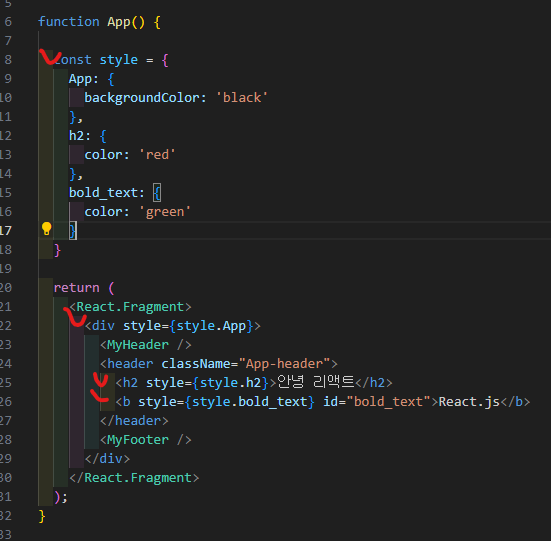 5
6 function App() {
7
8 const style = {
9 App: {
10 backgroundColor: 'black'
11 },
12 h2: {
13 color: 'red'
14 },
15 bold_text: {
16 color: 'green'
17 }
18 }
19
20 return (
21 <React.Fragment>
22 <div style={style.App}>
23 <MyHeader />
24 <header className="App-header">
25 <h2 style={style.h2}>안녕 리액트</h2>
26 <b style={style.bold_text} id="bold_text">React.js</b>
27 </header>
28 <MyFooter />
29 </div>
30 </React.Fragment>
31 );
32 }
33